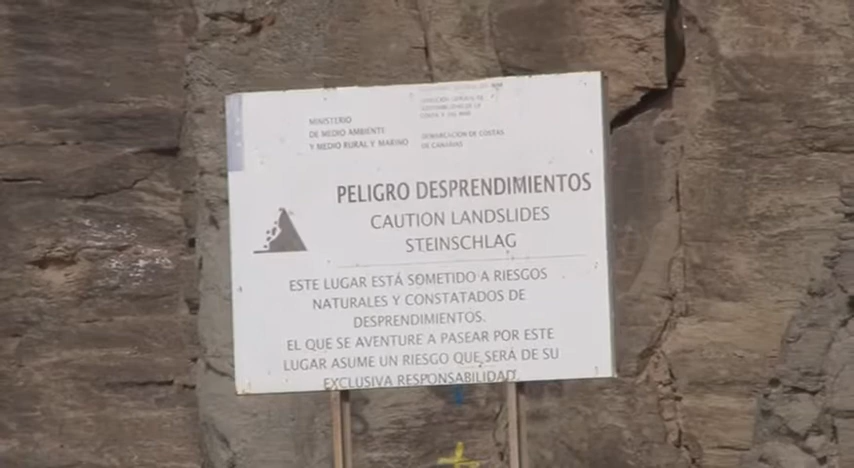 MINISTERIO
DE MEDIO AMBIENTE
Y MEDIO RURAL Y MARINO
DEMARCACIÓN DE COSTAS
DE CANARIAS
PELIGRO DESPRENDIMIENTOS
CAUTION LANDSLIDES
STEINSCHLAG
ESTE LUGAR ESTÁ SOMETIDO A RIESGOS
NATURALES Y CONSTATADOS DE
DESPRENDIMIENTOS.
EL QUE SE AVENTURE A PASEAR POR ESTE
LUGAR ASUME UN RIESGO QUE SERÁ DE SU
EXCLUSIVA RESPONSABILIDAD